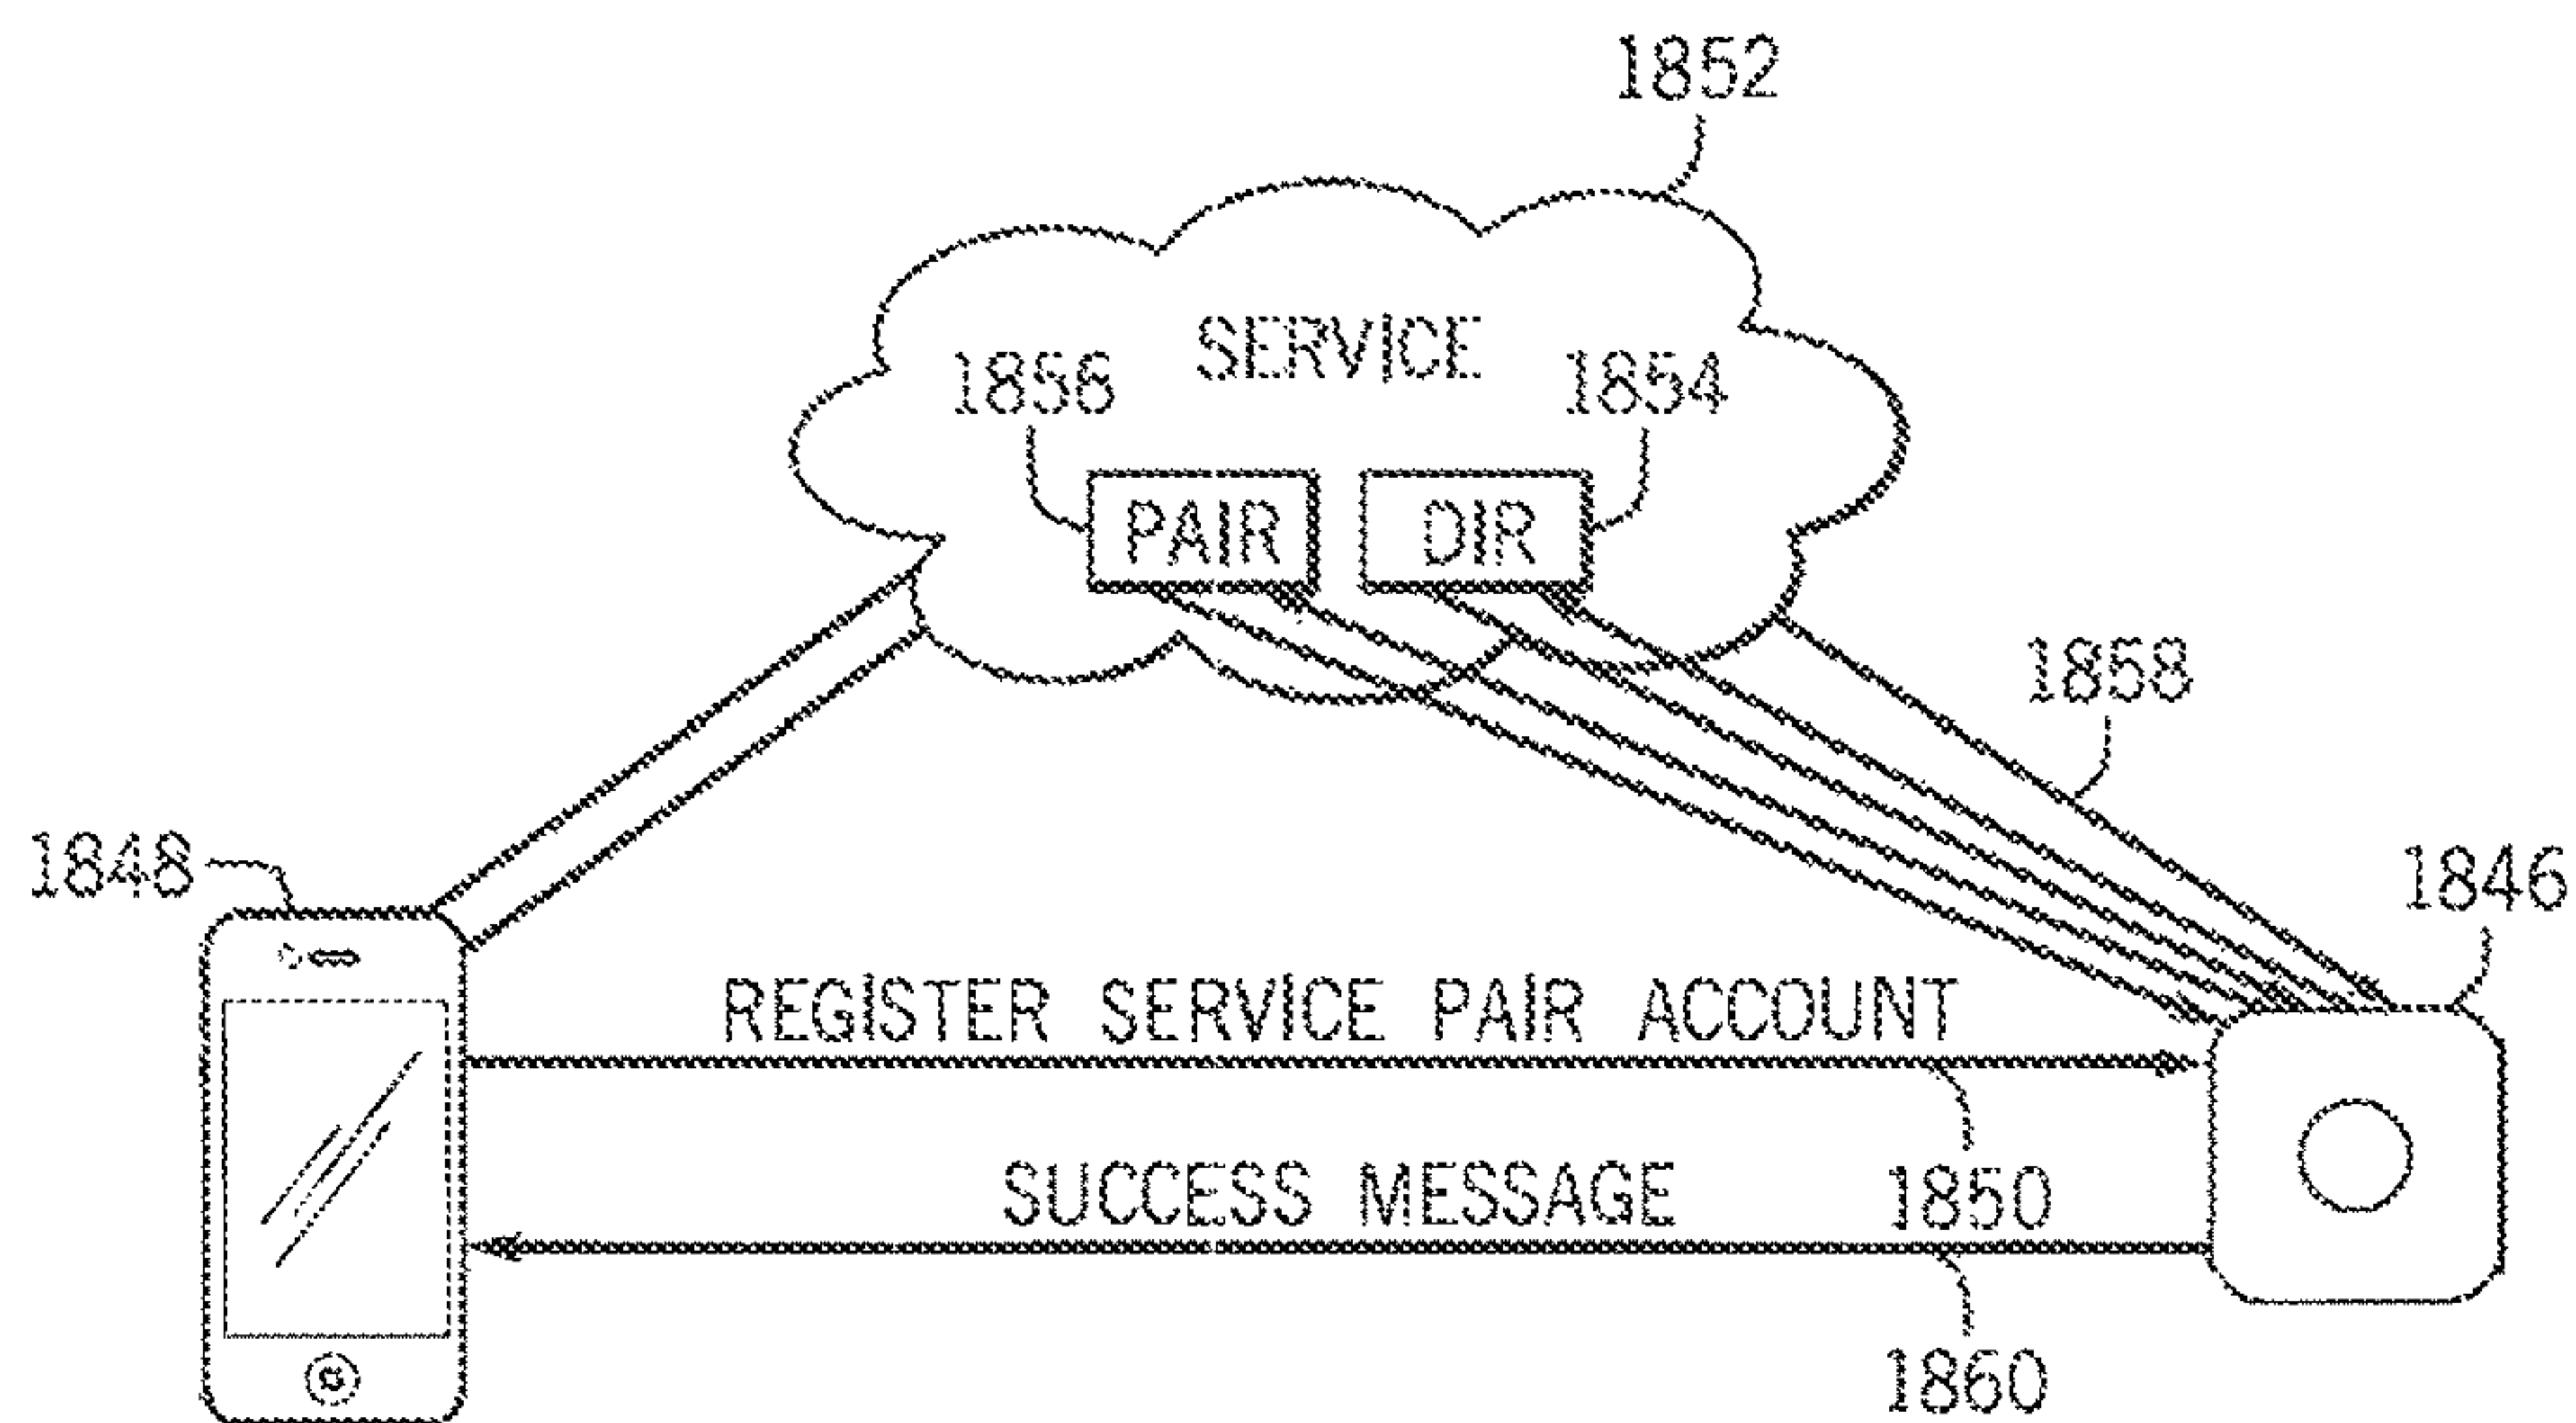 1852
SERVICE
1856
1854
PAIR
DIR
1858
1848
1846
REGISTER SERVICE PAIR ACCOUNT
SUCCESS MESSAGE
1850
1860